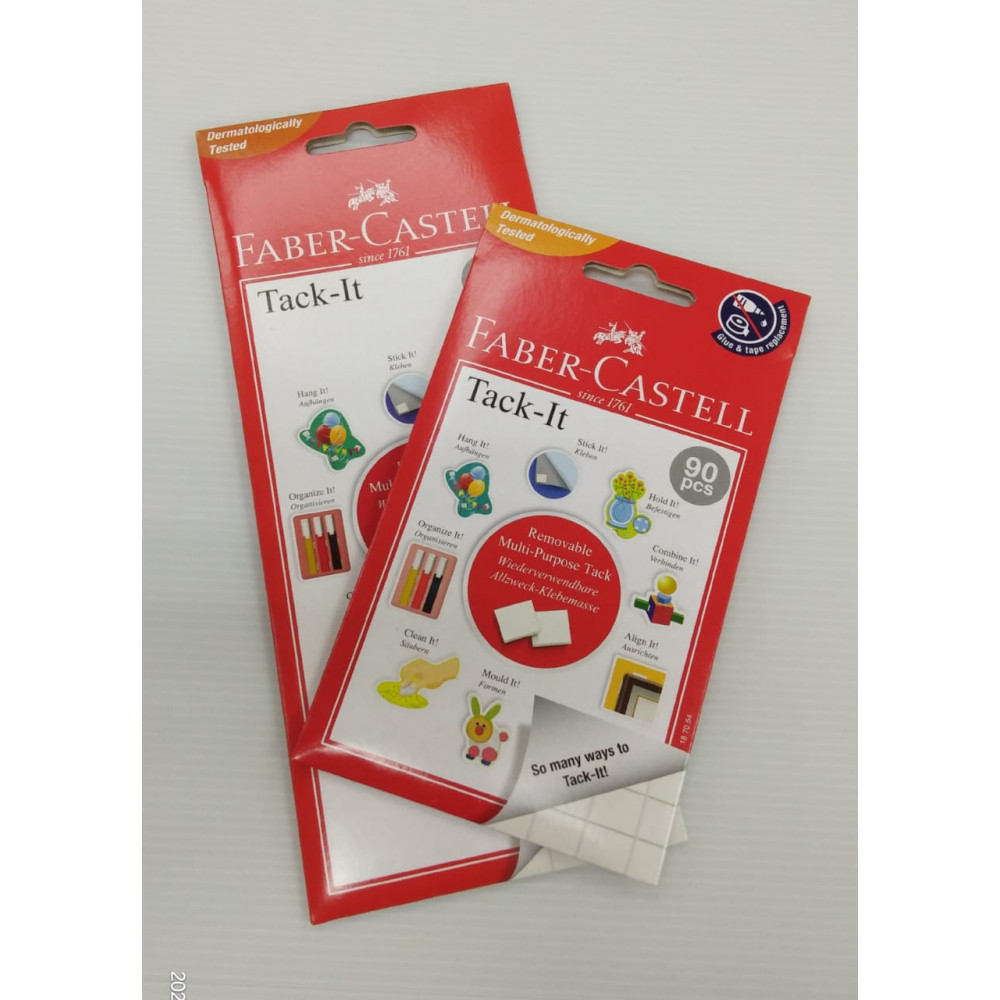 Dermatologically
Tested
FABER-CASTELL
since 1761
Tack-It
Stick It!
Kleben
Hang It!
Aufhängen
Organize It!
Organisieren
Dermatologically
Tested
Glue & tape replacement
FABER-CASTELL
since 1761
Tack-It
90
pcs
Hang It!
Aufhängen
Stick It!
Kleben
Hold It!
Befestigen
Organize It!
Organisieren
Removable
Multi-Purpose Tack
Wiederverwendbare
Allzweck-Klebemasse
Combine It!
Verbinden
Clean It!
Säubern
Align It!
Ausrichten
Mould It!
Formen
So many ways to
Tack-It!
18 70 54